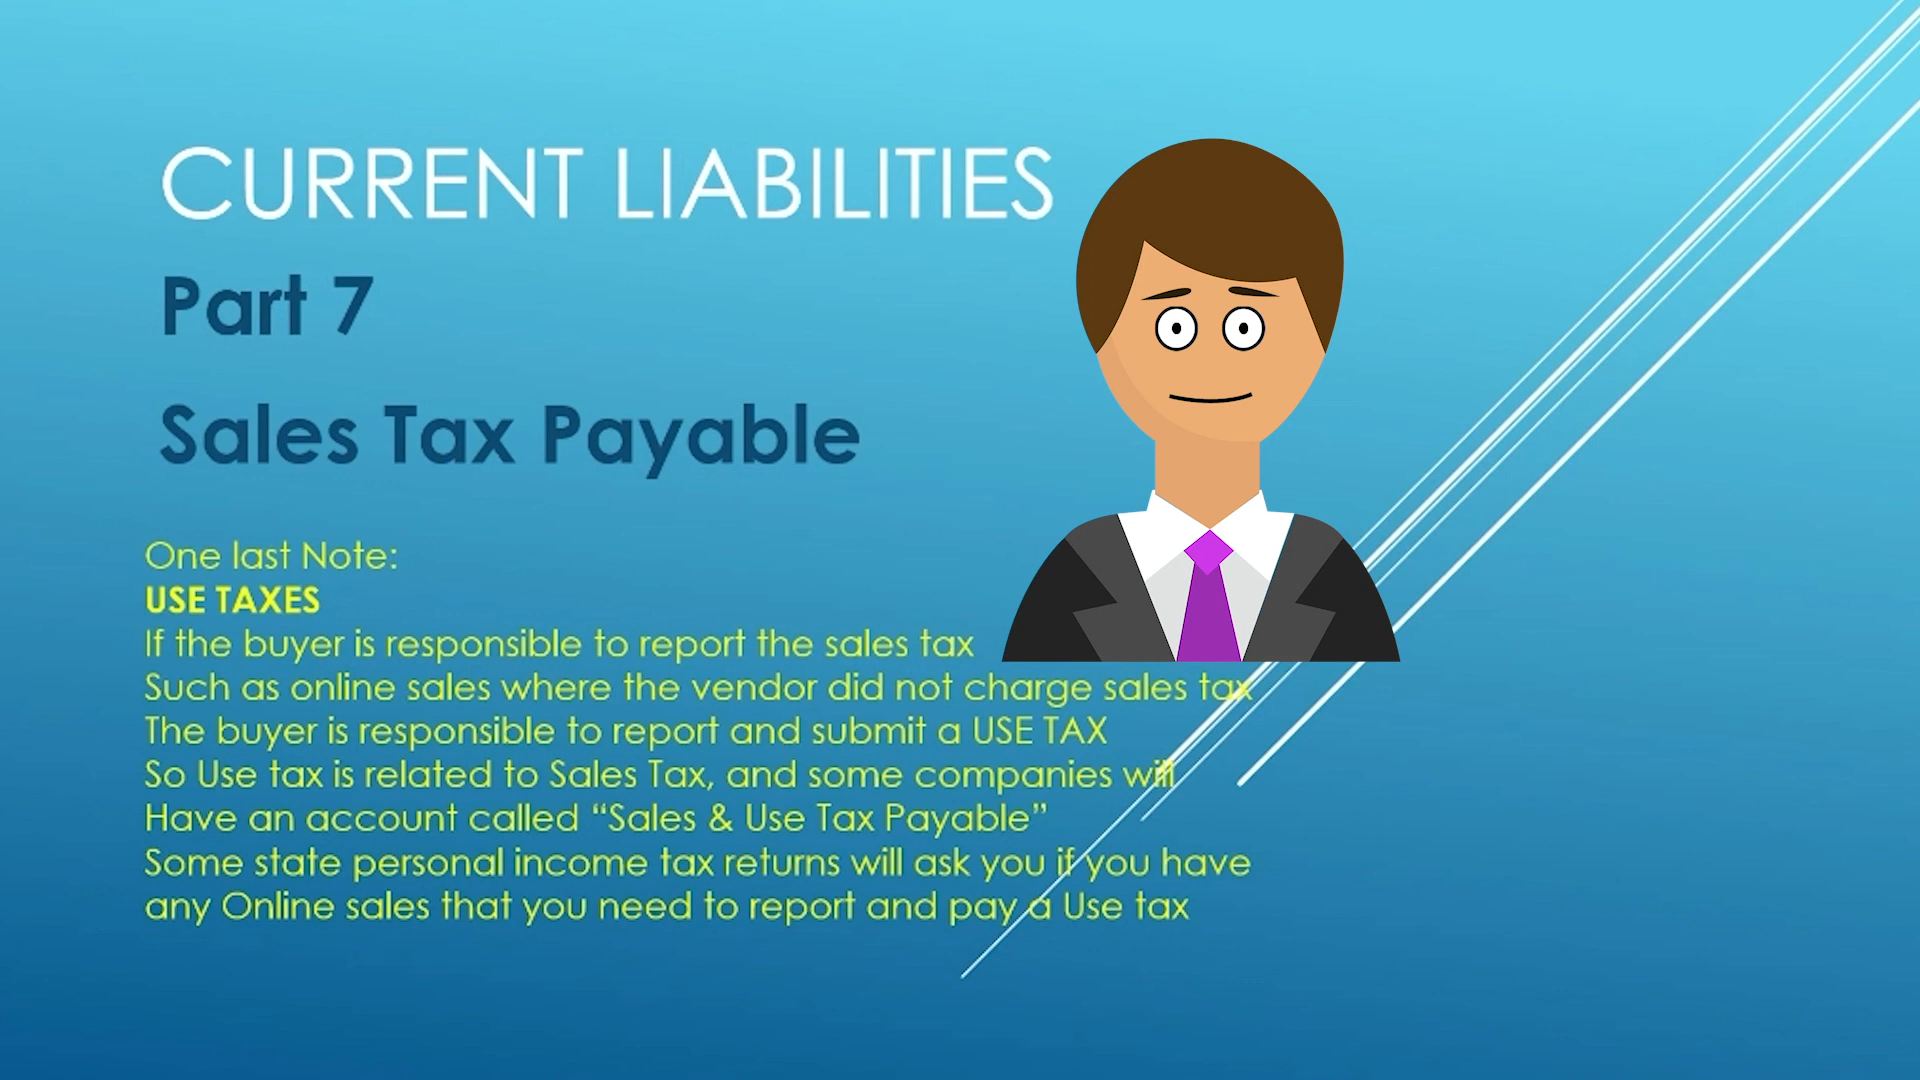 CURRENT LIABILITIES
Part 7
Sales Tax Payable
One last Note:
USE TAXES
If the buyer is responsible to report the sales tax
Such as online sales where the vendor did not charge sales tax
The buyer is responsible to report and submit a USE TAX
So Use tax is related to Sales Tax, and some companies will
Have an account called “Sales & Use Tax Payable”
Some state personal income tax returns will ask you if you have
any Online sales that you need to report and pay a Use tax